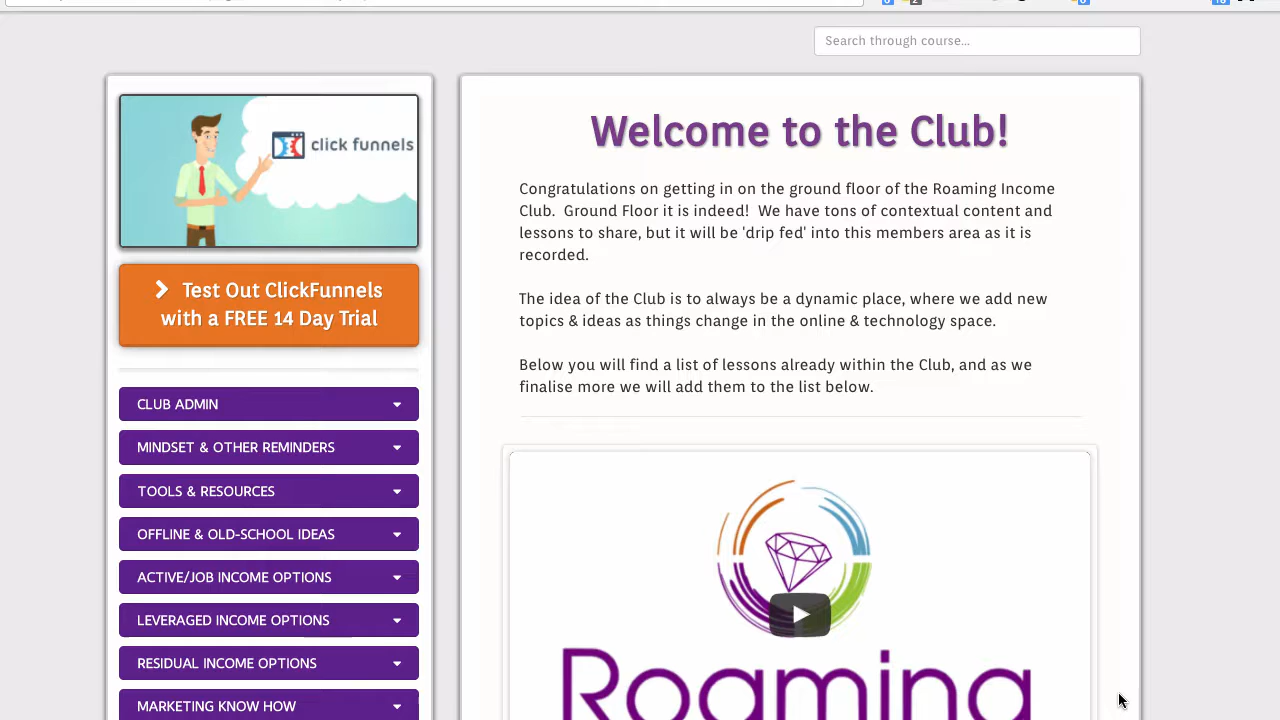 Search through course...
click funnels
Test Out ClickFunnels
with a FREE 14 Day Trial
CLUB ADMIN
MINDSET & OTHER REMINDERS
TOOLS & RESOURCES
OFFLINE & OLD-SCHOOL IDEAS
ACTIVE/JOB INCOME OPTIONS
LEVERAGED INCOME OPTIONS
RESIDUAL INCOME OPTIONS
MARKETING KNOW HOW
Welcome to the Club!
Congratulations on getting in on the ground floor of the Roaming Income
Club.  Ground Floor it is indeed!  We have tons of contextual content and
lessons to share, but it will be 'drip fed' into this members area as it is
recorded.
The idea of the Club is to always be a dynamic place, where we add new
topics & ideas as things change in the online & technology space.
Below you will find a list of lessons already within the Club, and as we
finalise more we will add them to the list below.
Roaming